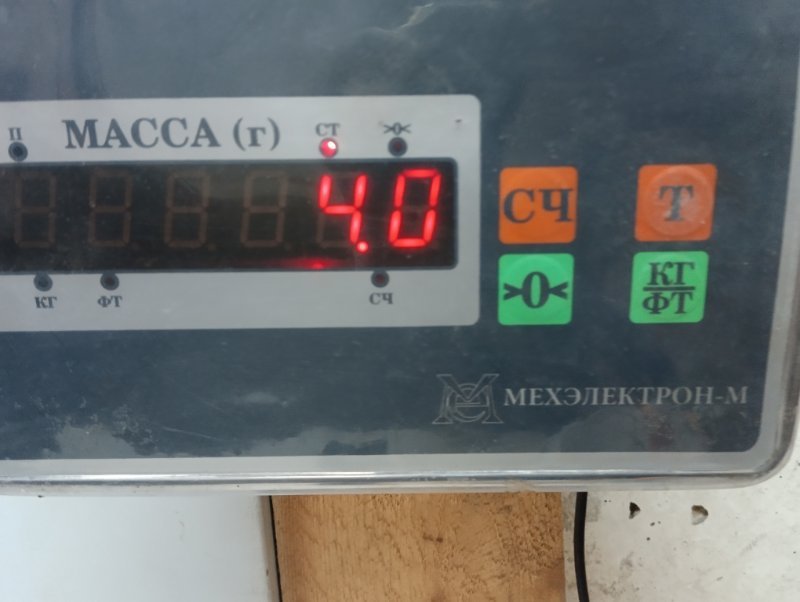 П МАССА (г) СТ >0<
4.0
КГ ФТ СЧ
СЧ Т
>0< КГ/ФТ
МЕХЭЛЕКТРОН-М